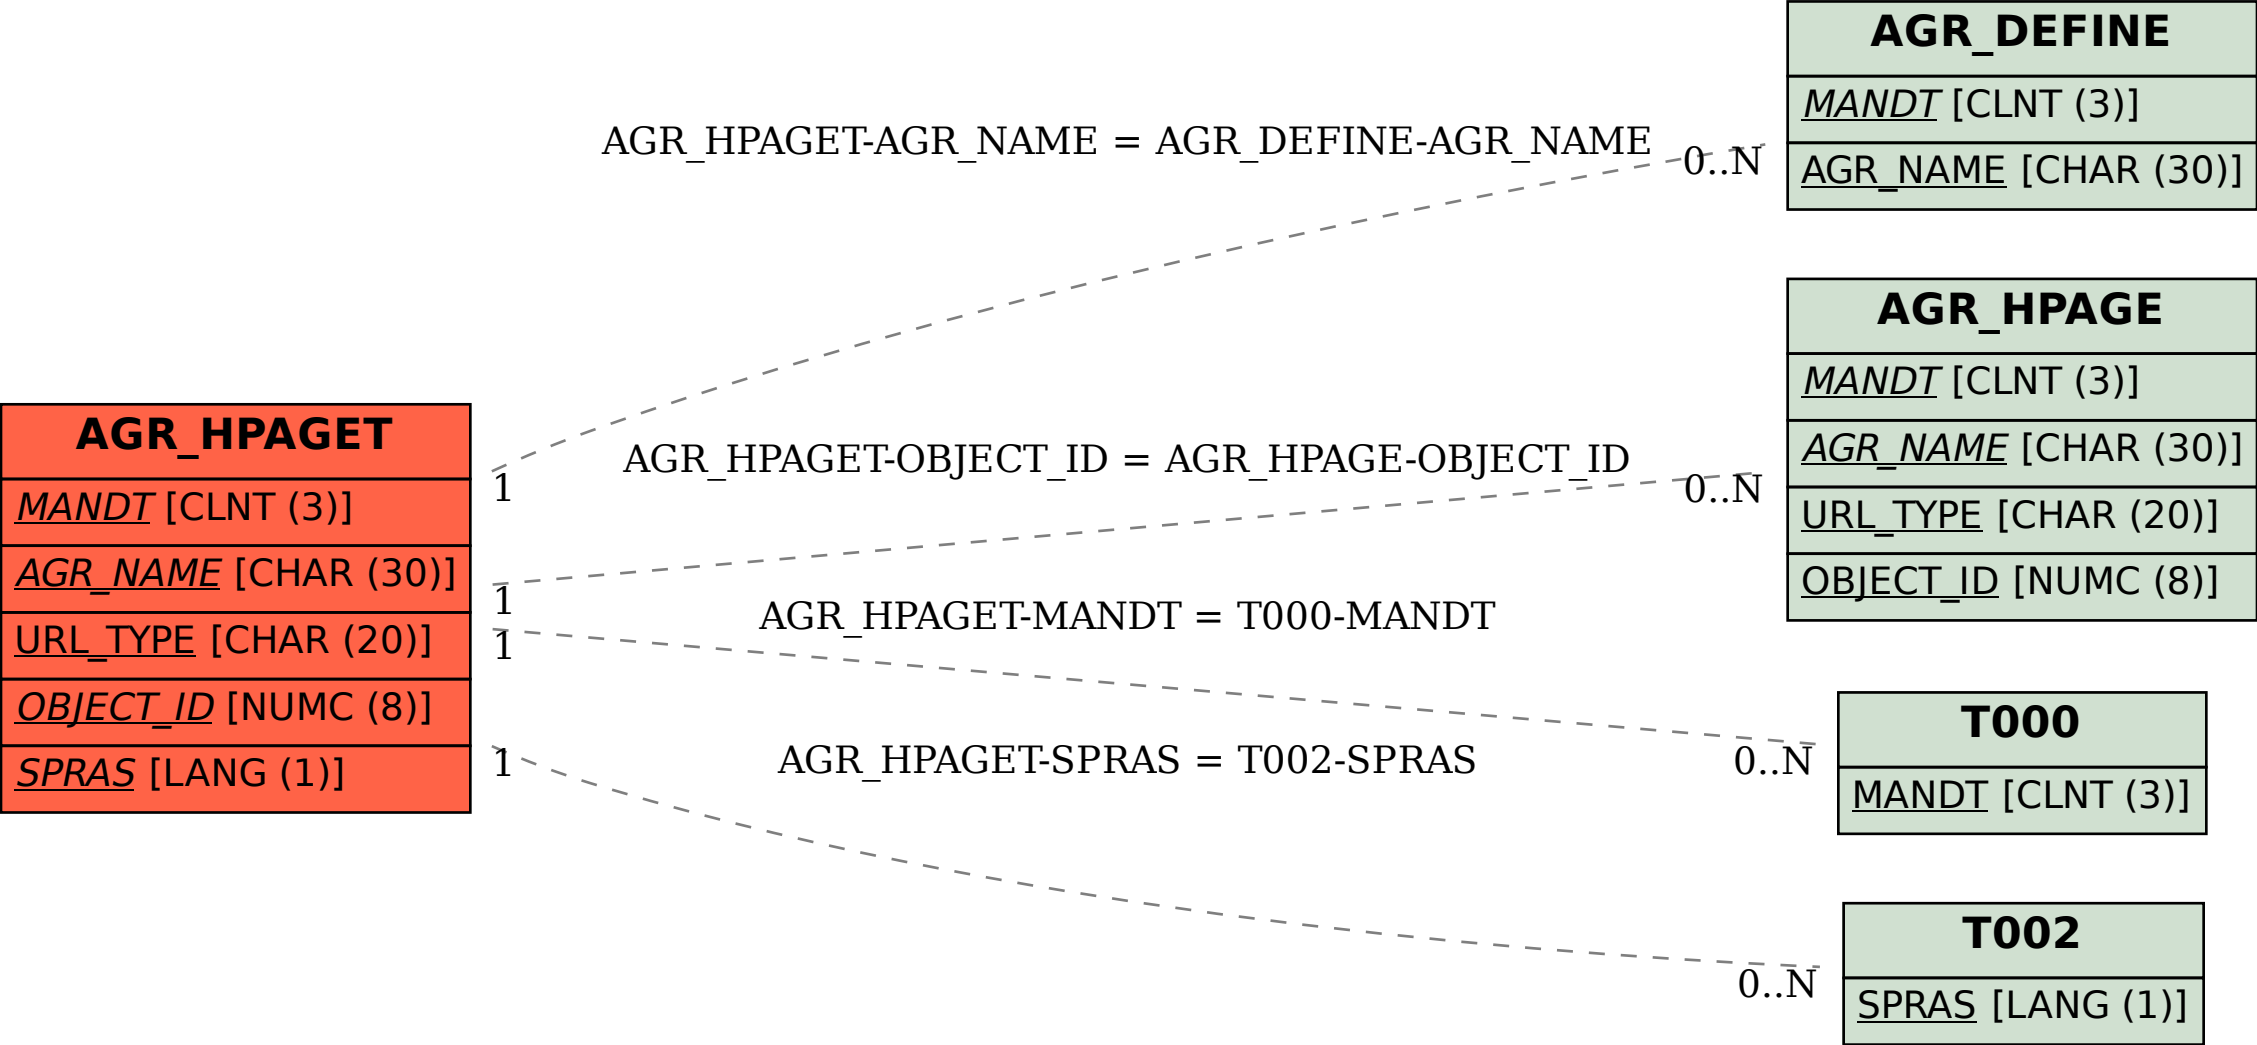 AGR_HPAGET
MANDT [CLNT (3)]
AGR_NAME [CHAR (30)]
URL_TYPE [CHAR (20)]
OBJECT_ID [NUMC (8)]
SPRAS [LANG (1)]
AGR_HPAGET-AGR_NAME = AGR_DEFINE-AGR_NAME
1
0..N
AGR_HPAGET-OBJECT_ID = AGR_HPAGE-OBJECT_ID
1
0..N
AGR_HPAGET-MANDT = T000-MANDT
1
0..N
AGR_HPAGET-SPRAS = T002-SPRAS
1
0..N
AGR_DEFINE
MANDT [CLNT (3)]
AGR_NAME [CHAR (30)]
AGR_HPAGE
MANDT [CLNT (3)]
AGR_NAME [CHAR (30)]
URL_TYPE [CHAR (20)]
OBJECT_ID [NUMC (8)]
T000
MANDT [CLNT (3)]
T002
SPRAS [LANG (1)]